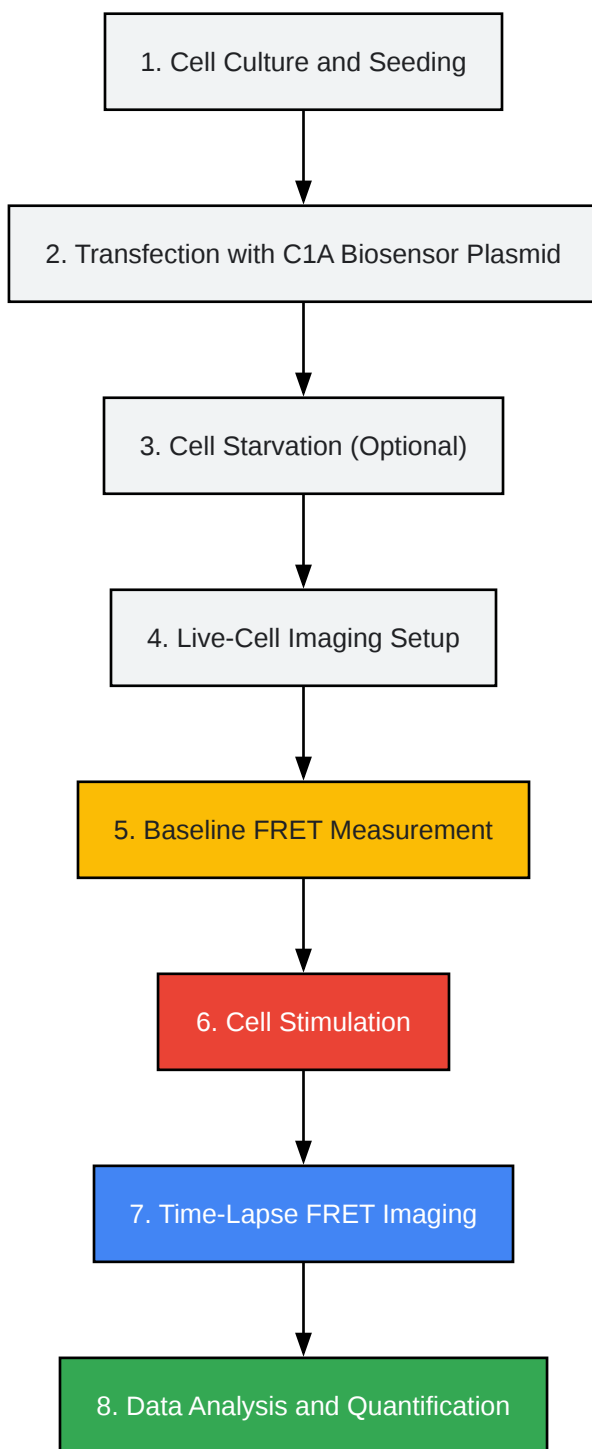 1. Cell Culture and Seeding
2. Transfection with C1A Biosensor Plasmid
3. Cell Starvation (Optional)
4. Live-Cell Imaging Setup
5. Baseline FRET Measurement
6. Cell Stimulation
7. Time-Lapse FRET Imaging
8. Data Analysis and Quantification